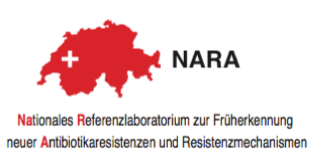 NARA
Nationales Referenzlaboratorium zur Früherkennung
neuer Antibiotikaresistenzen und Resistenzmechanismen